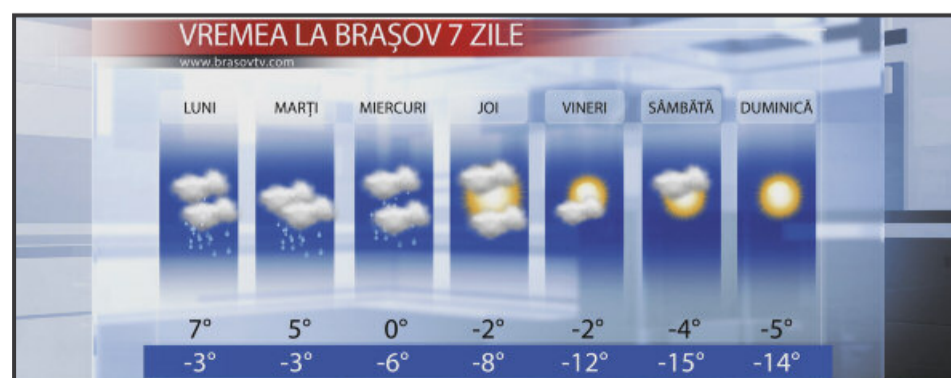 VREMEA LA BRAȘOV 7 ZILE
www.brasovtv.com
LUNI MARȚI MIERCURI JOI VINERI SÂMBĂTĂ DUMINICĂ
7° 5° 0° -2° -2° -4° -5°
-3° -3° -6° -8° -12° -15° -14°